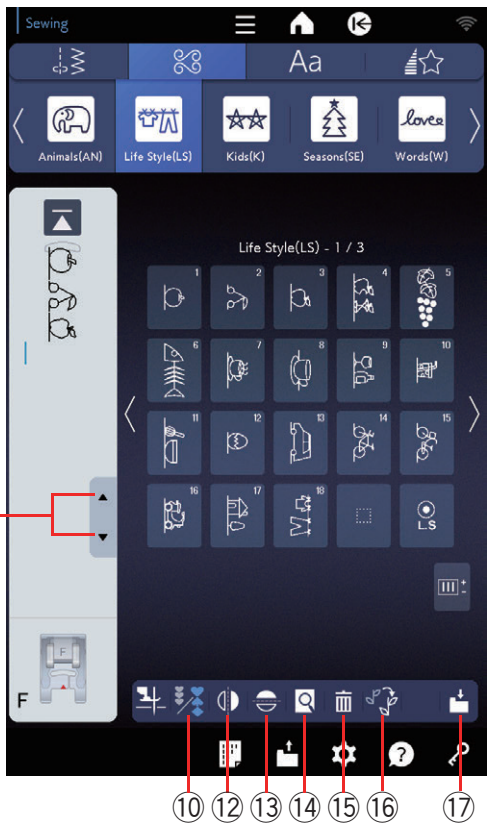 Sewing
Aa
love
Animals(AN)
Life Style(LS)
Kids(K)
Seasons(SE)
Words(W)
Life Style(LS) - 1 / 3
1
2
3
4
5
6
7
8
9
10
11
12
13
14
15
16
17
18
LS
F
F
?
⑩ ⑫ ⑬ ⑭ ⑮ ⑯ ⑰